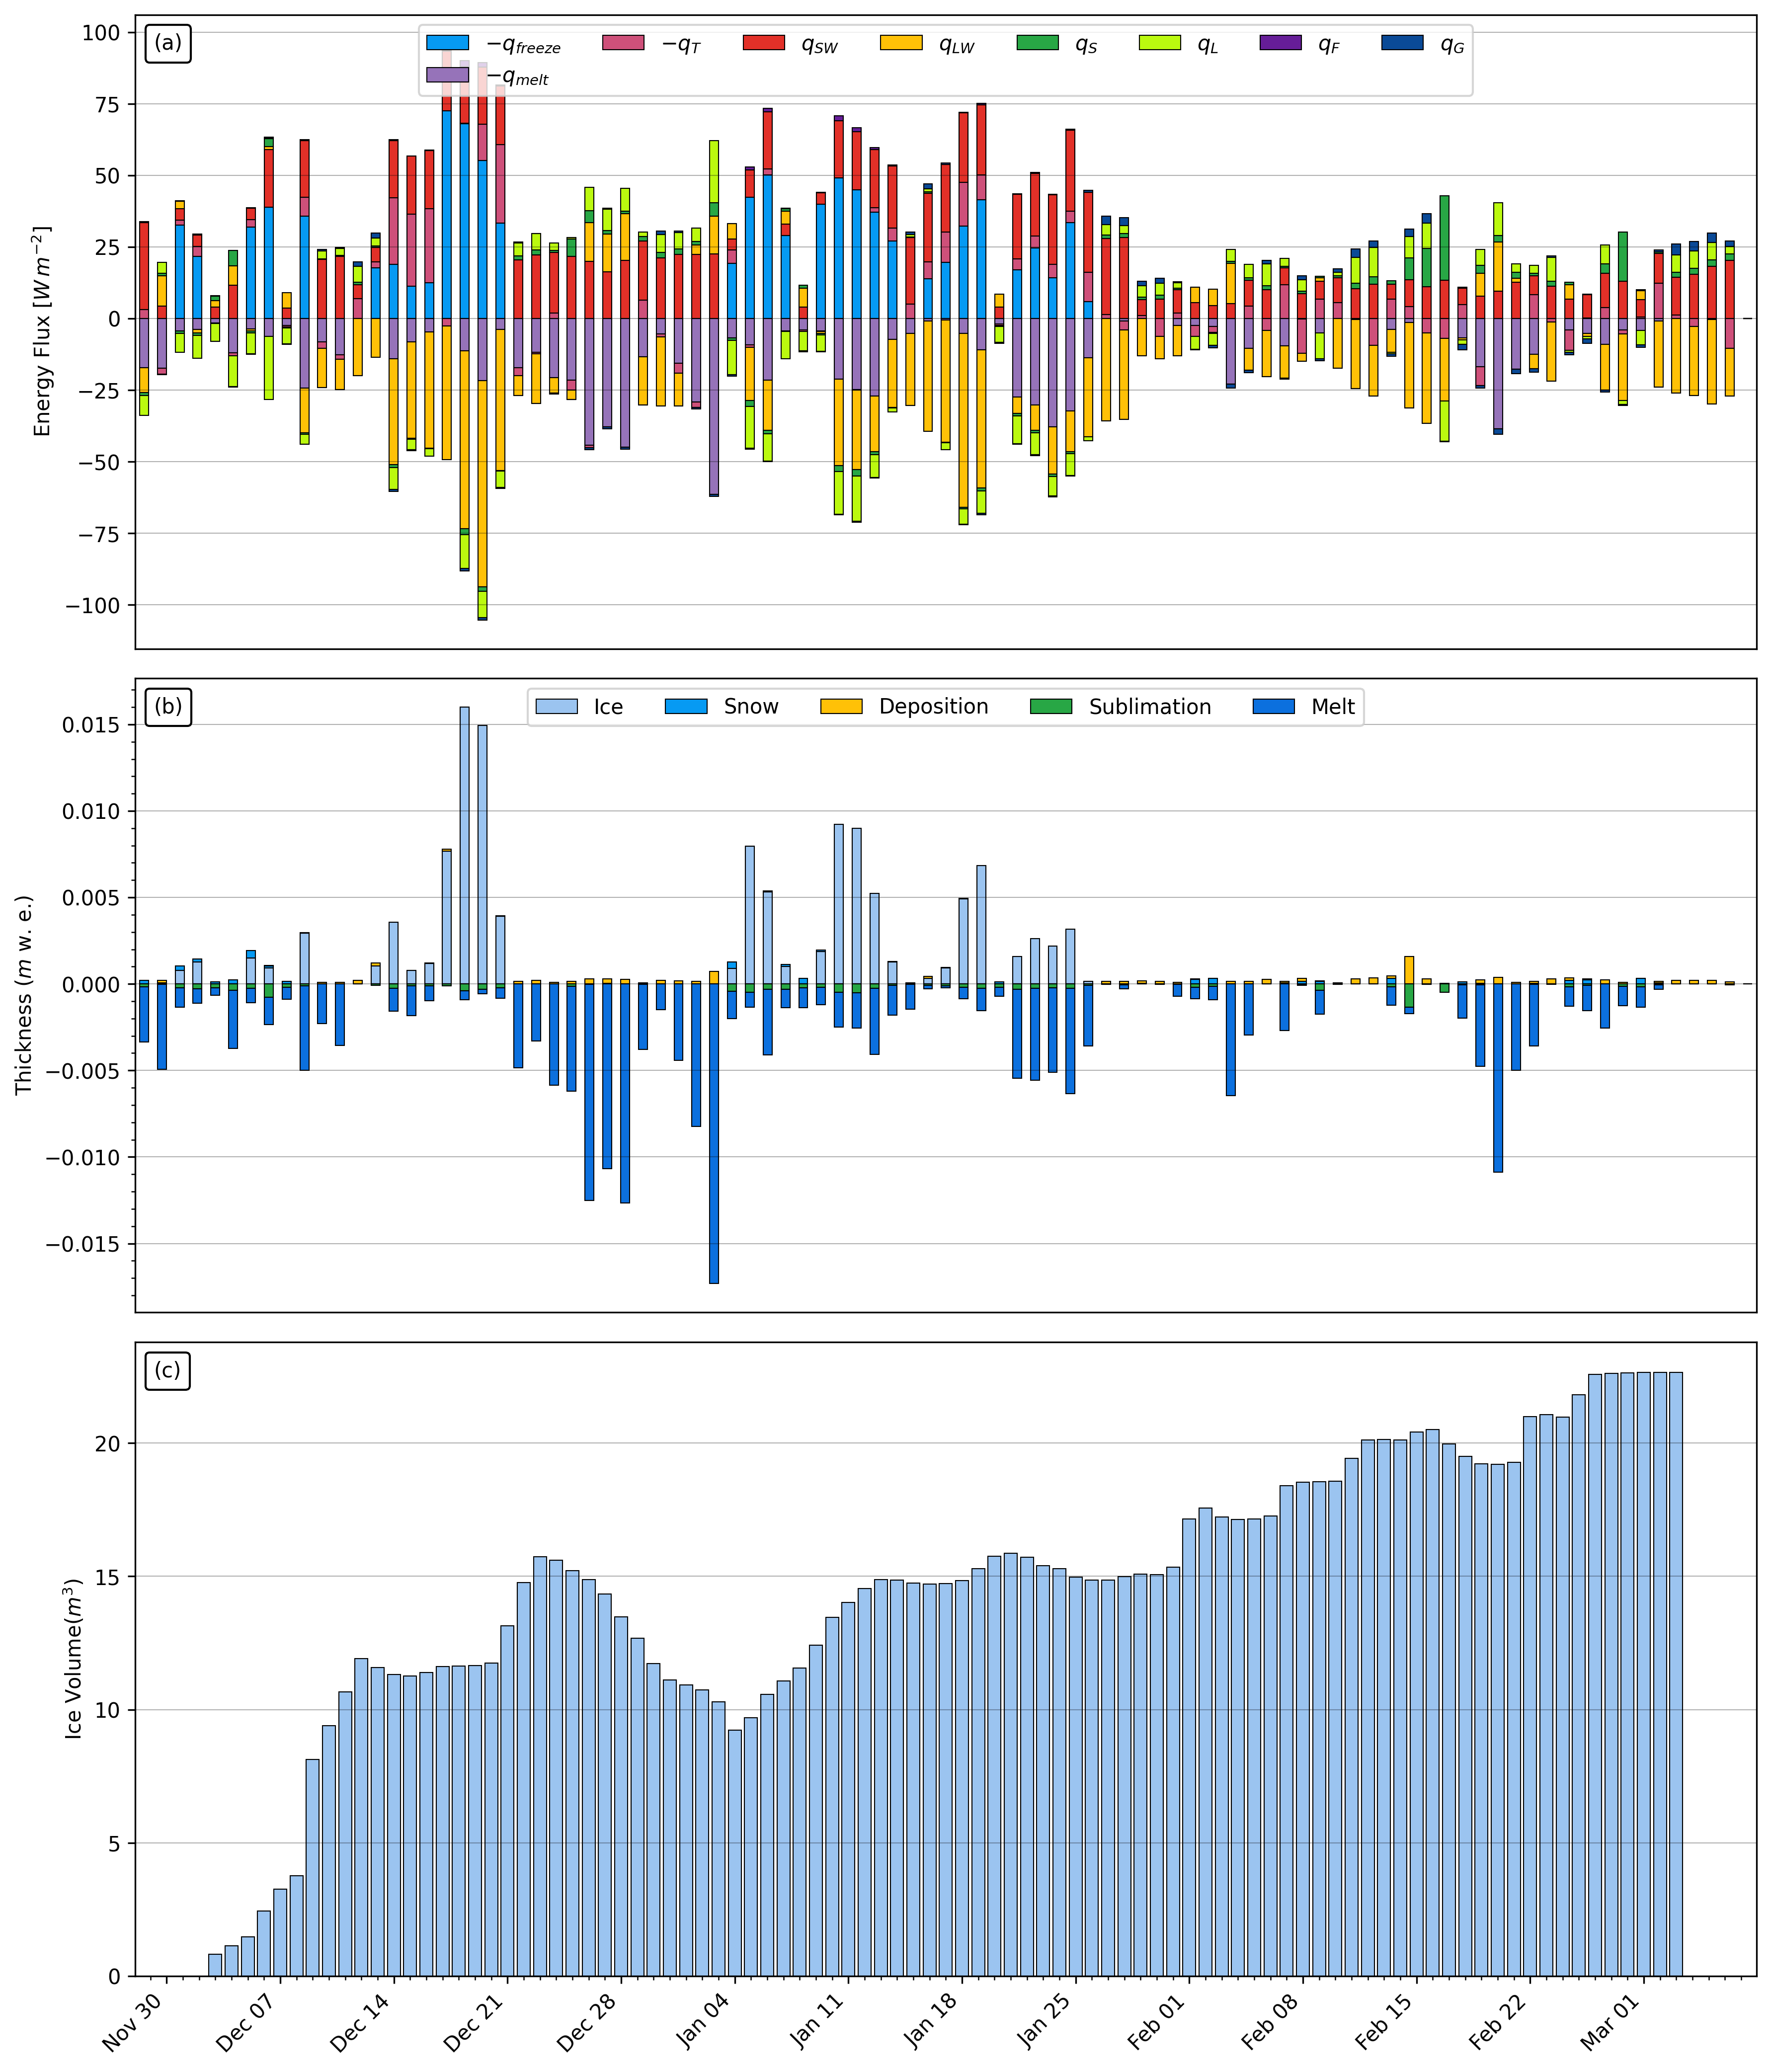 (a)
−q_freeze −q_T q_SW q_LW q_S q_L q_F q_G
−q_melt
100
75
50
25
0
−25
−50
−75
−100
Energy Flux [W m⁻²]
(b)
Ice Snow Deposition Sublimation Melt
0.015
0.010
0.005
0.000
−0.005
−0.010
−0.015
Thickness (m w. e.)
(c)
20
15
10
5
0
Ice Volume(m³)
Nov 30 Dec 07 Dec 14 Dec 21 Dec 28 Jan 04 Jan 11 Jan 18 Jan 25 Feb 01 Feb 08 Feb 15 Feb 22 Mar 01